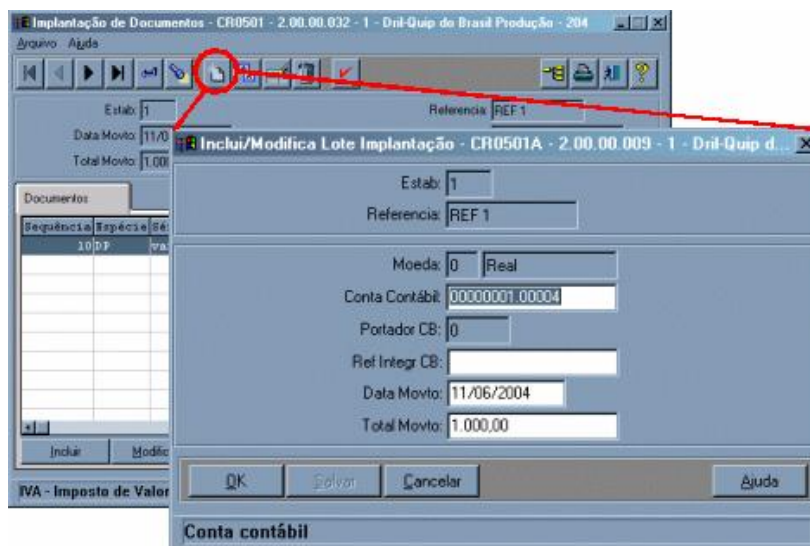 Implantação de Documentos - CR0501 - 2.00.00.032 - 1 - Dril-Quip do Brasil Produção - 204
Arquivo Ajuda
Estab: 1
Referencia: REF 1
Data Movto: 11/0
Total Movto: 1.00
Documentos
Sequência Espécie Sé
10 DP
Incluir
IVA - Imposto de Valor
Inclui/Modifica Lote Implantação - CR0501A - 2.00.00.009 - 1 - Dril-Quip d...
Estab: 1
Referencia: REF 1
Moeda: 0 Real
Conta Contábil: 00000001.00004
Portador CB: 0
Ref Integr CB:
Data Movto: 11/06/2004
Total Movto: 1.000,00
OK Salvar Cancelar Ajuda
Conta contábil